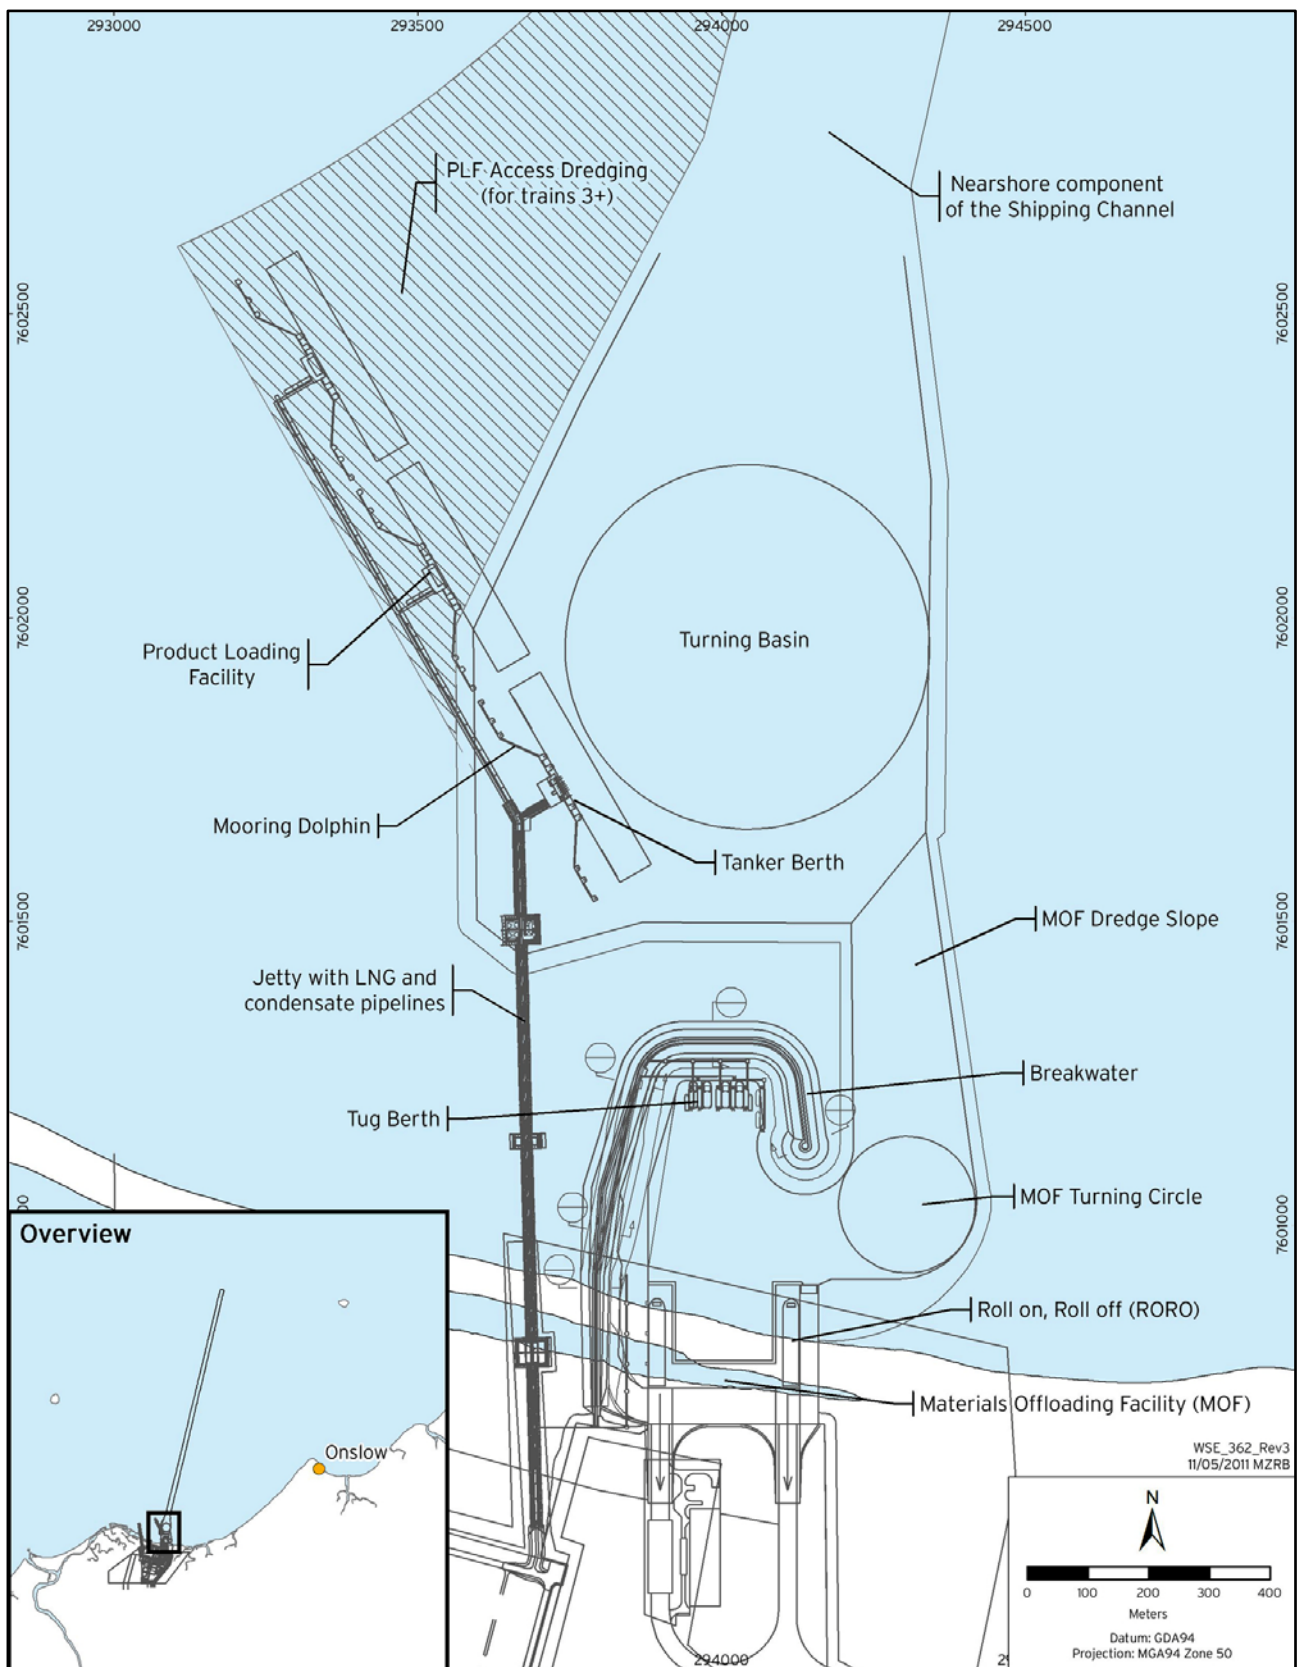 293000
293500
294000
294500
PLF Access Dredging
(for trains 3+)
Nearshore component
of the Shipping Channel
7602500
7602500
7602000
7602000
Turning Basin
Product Loading
Facility
Mooring Dolphin
Tanker Berth
7601500
7601500
MOF Dredge Slope
Jetty with LNG and
condensate pipelines
Breakwater
Tug Berth
MOF Turning Circle
00
7601000
Overview
Roll on, Roll off (RORO)
Materials Offloading Facility (MOF)
Onslow
WSE_362_Rev3
11/05/2011 MZRB
N
0 100 200 300 400
Meters
Datum: GDA94
Projection: MGA94 Zone 50
294000
29